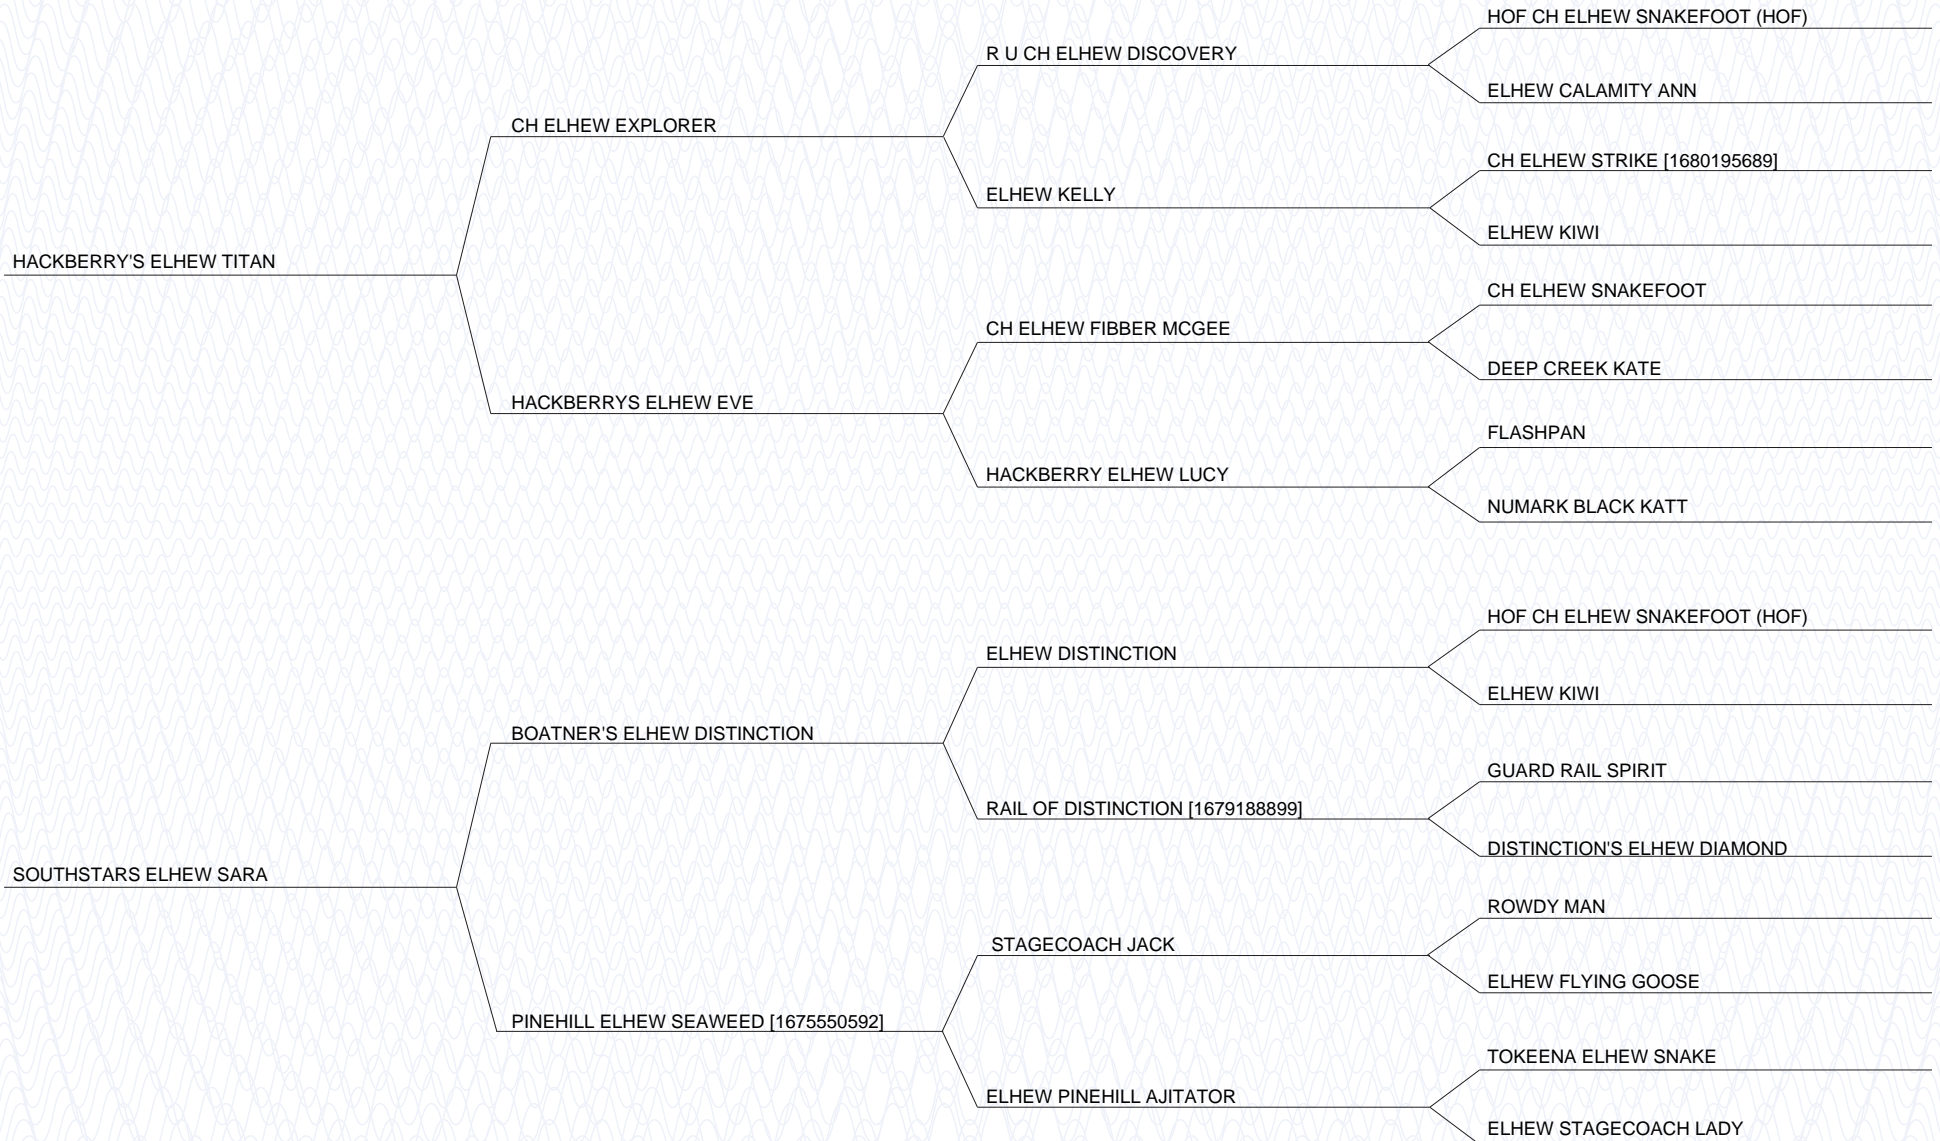 HOF CH ELHEW SNAKEFOOT (HOF)
R U CH ELHEW DISCOVERY
ELHEW CALAMITY ANN
CH ELHEW EXPLORER
CH ELHEW STRIKE [1680195689]
ELHEW KELLY
ELHEW KIWI
HACKBERRY'S ELHEW TITAN
CH ELHEW SNAKEFOOT
CH ELHEW FIBBER MCGEE
DEEP CREEK KATE
HACKBERRYS ELHEW EVE
FLASHPAN
HACKBERRY ELHEW LUCY
NUMARK BLACK KATT
HOF CH ELHEW SNAKEFOOT (HOF)
ELHEW DISTINCTION
ELHEW KIWI
BOATNER'S ELHEW DISTINCTION
GUARD RAIL SPIRIT
RAIL OF DISTINCTION [1679188899]
DISTINCTION'S ELHEW DIAMOND
SOUTHSTARS ELHEW SARA
ROWDY MAN
STAGECOACH JACK
ELHEW FLYING GOOSE
PINEHILL ELHEW SEAWEED [1675550592]
TOKEENA ELHEW SNAKE
ELHEW PINEHILL AJITATOR
ELHEW STAGECOACH LADY